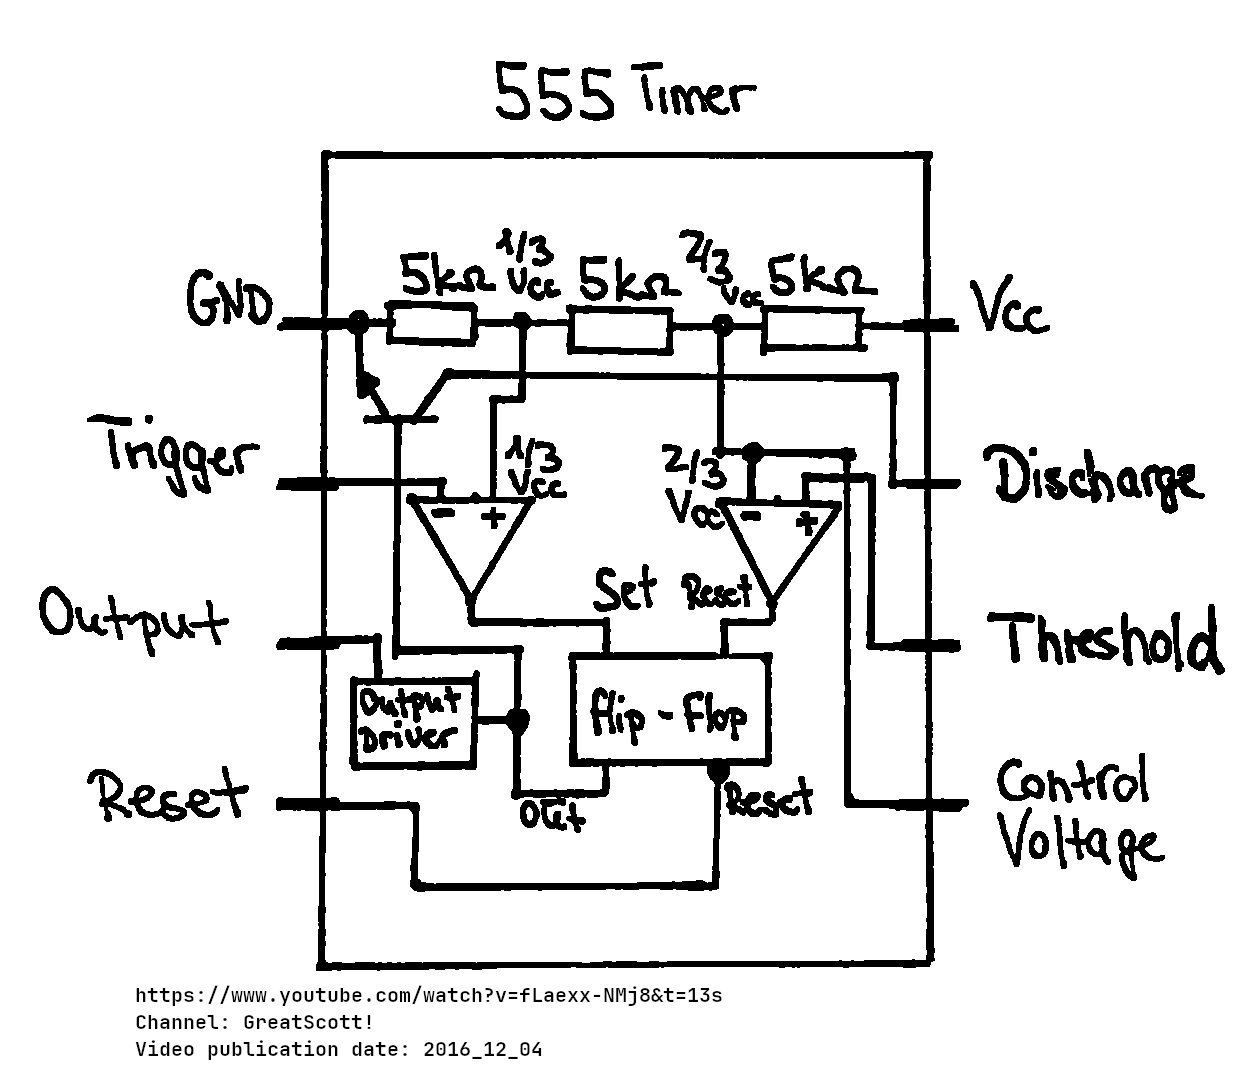 555 Timer
GND
5kΩ
1/3
Vcc
5kΩ
2/3
Vcc
5kΩ
Vcc
Trigger
1/3
Vcc
2/3
Vcc
Discharge
- +
- +
Output
Set
Reset
Threshold
Output
Driver
flip-flop
Reset
Out
Reset
Control
Voltage
https://www.youtube.com/watch?v=fLaexx-NMj8&t=13s
Channel: GreatScott!
Video publication date: 2016_12_04